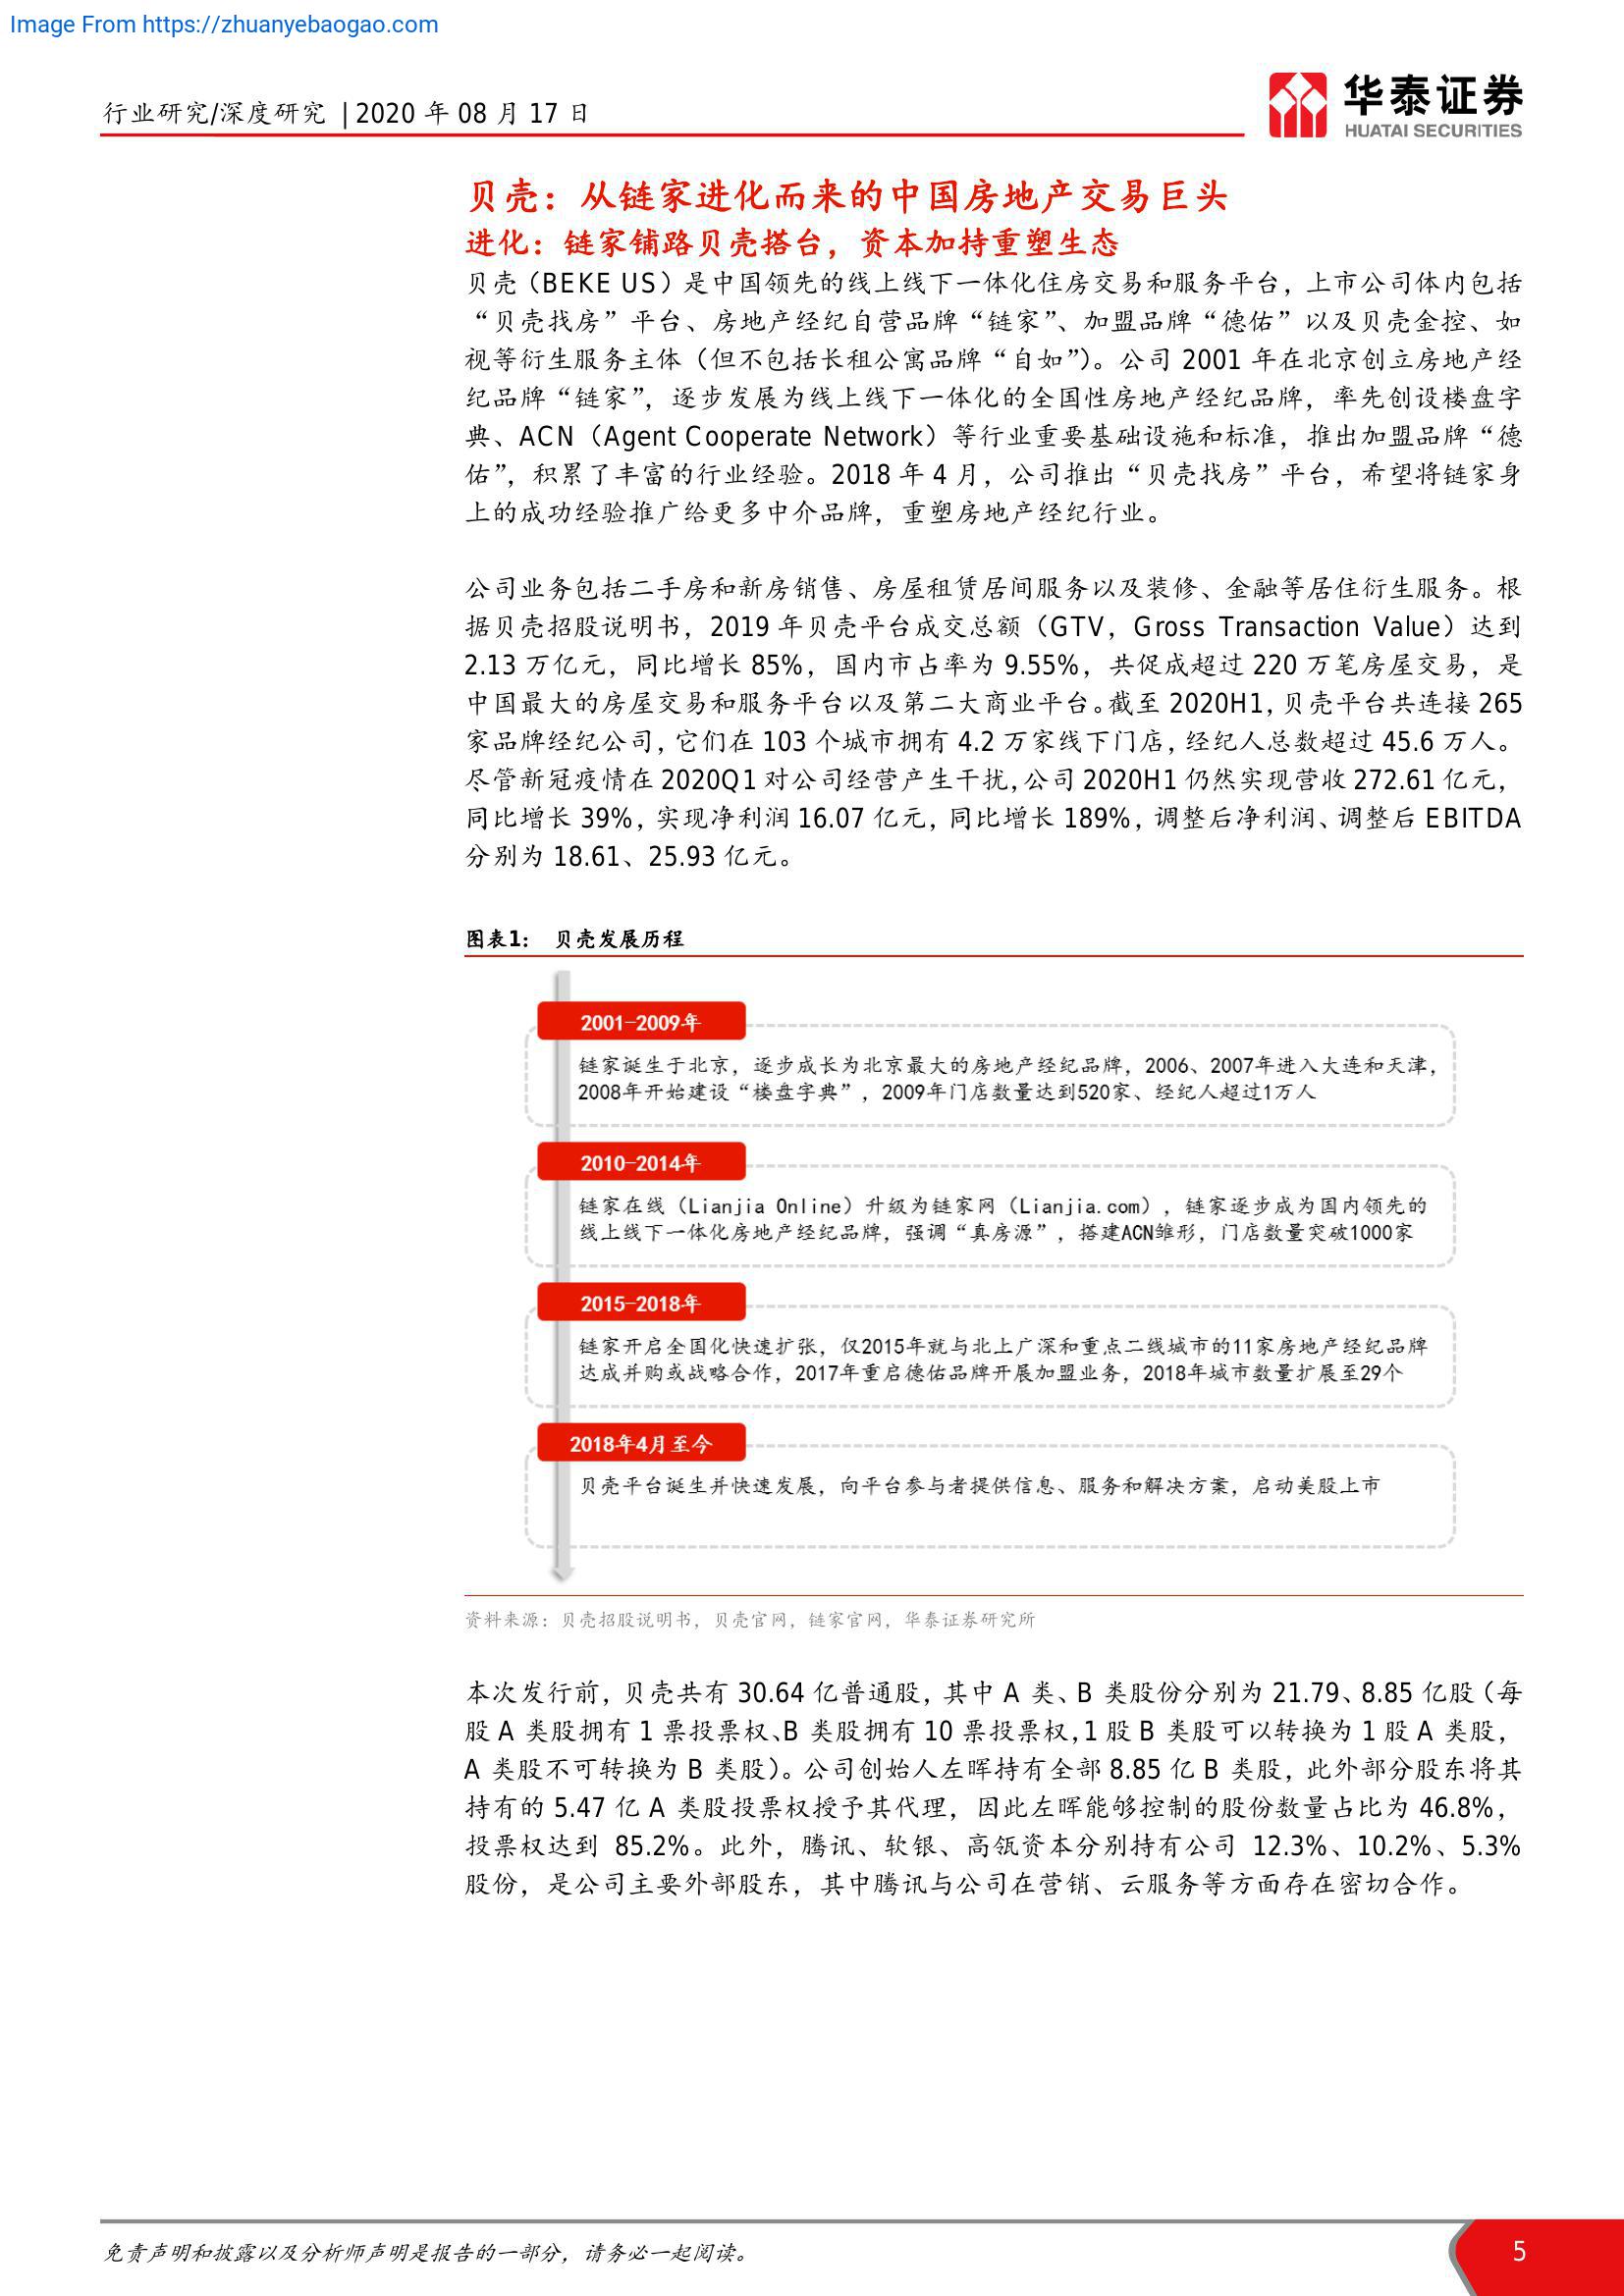 Image From https://zhuanyebaogao.com
行业研究/深度研究 | 2020 年 08 月 17 日
华泰证券
HUATAI SECURITIES
贝壳：从链家进化而来的中国房地产交易巨头
进化：链家铺路贝壳搭台，资本加持重塑生态
贝壳（BEKE US）是中国领先的线上线下一体化住房交易和服务平台，上市公司体内包括
“贝壳找房”平台、房地产经纪自营品牌“链家”、加盟品牌“德佑”以及贝壳金控、如
视等衍生服务主体（但不包括长租公寓品牌“自如”）。公司 2001 年在北京创立房地产经
纪品牌“链家”，逐步发展为线上线下一体化的全国性房地产经纪品牌，率先创设楼盘字
典、ACN（Agent Cooperate Network）等行业重要基础设施和标准，推出加盟品牌“德
佑”，积累了丰富的行业经验。2018 年 4 月，公司推出“贝壳找房”平台，希望将链家身
上的成功经验推广给更多中介品牌，重塑房地产经纪行业。
公司业务包括二手房和新房销售、房屋租赁居间服务以及装修、金融等居住衍生服务。根
据贝壳招股说明书，2019 年贝壳平台成交总额（GTV，Gross Transaction Value）达到
2.13 万亿元，同比增长 85%，国内市占率为 9.55%，共促成超过 220 万笔房屋交易，是
中国最大的房屋交易和服务平台以及第二大商业平台。截至 2020H1，贝壳平台共连接 265
家品牌经纪公司，它们在 103 个城市拥有 4.2 万家线下门店，经纪人总数超过 45.6 万人。
尽管新冠疫情在 2020Q1 对公司经营产生干扰，公司 2020H1 仍然实现营收 272.61 亿元，
同比增长 39%，实现净利润 16.07 亿元，同比增长 189%，调整后净利润、调整后 EBITDA
分别为 18.61、25.93 亿元。
图表1： 贝壳发展历程
2001-2009年
链家诞生于北京，逐步成长为北京最大的房地产经纪品牌，2006、2007年进入大连和天津，
2008年开始建设“楼盘字典”，2009年门店数量达到520家、经纪人超过1万人
2010-2014年
链家在线（Lianjia Online）升级为链家网（Lianjia.com），链家逐步成为国内领先的
线上线下一体化房地产经纪品牌，强调“真房源”，搭建ACN雏形，门店数量突破1000家
2015-2018年
链家开启全国化快速扩张，仅2015年就与北上广深和重点二线城市的11家房地产经纪品牌
达成并购或战略合作，2017年重启德佑品牌开展加盟业务，2018年城市数量扩展至29个
2018年4月至今
贝壳平台诞生并快速发展，向平台参与者提供信息、服务和解决方案，启动美股上市
资料来源：贝壳招股说明书，贝壳官网，链家官网，华泰证券研究所
本次发行前，贝壳共有 30.64 亿普通股，其中 A 类、B 类股份分别为 21.79、8.85 亿股（每
股 A 类股拥有 1 票投票权、B 类股拥有 10 票投票权，1 股 B 类股可以转换为 1 股 A 类股，
A 类股不可转换为 B 类股）。公司创始人左晖持有全部 8.85 亿 B 类股，此外部分股东将其
持有的 5.47 亿 A 类股投票权授予其代理，因此左晖能够控制的股份数量占比为 46.8%，
投票权达到 85.2%。此外，腾讯、软银、高瓴资本分别持有公司 12.3%、10.2%、5.3%
股份，是公司主要外部股东，其中腾讯与公司在营销、云服务等方面存在密切合作。
免责声明和披露以及分析师声明是报告的一部分，请务必一起阅读。
5